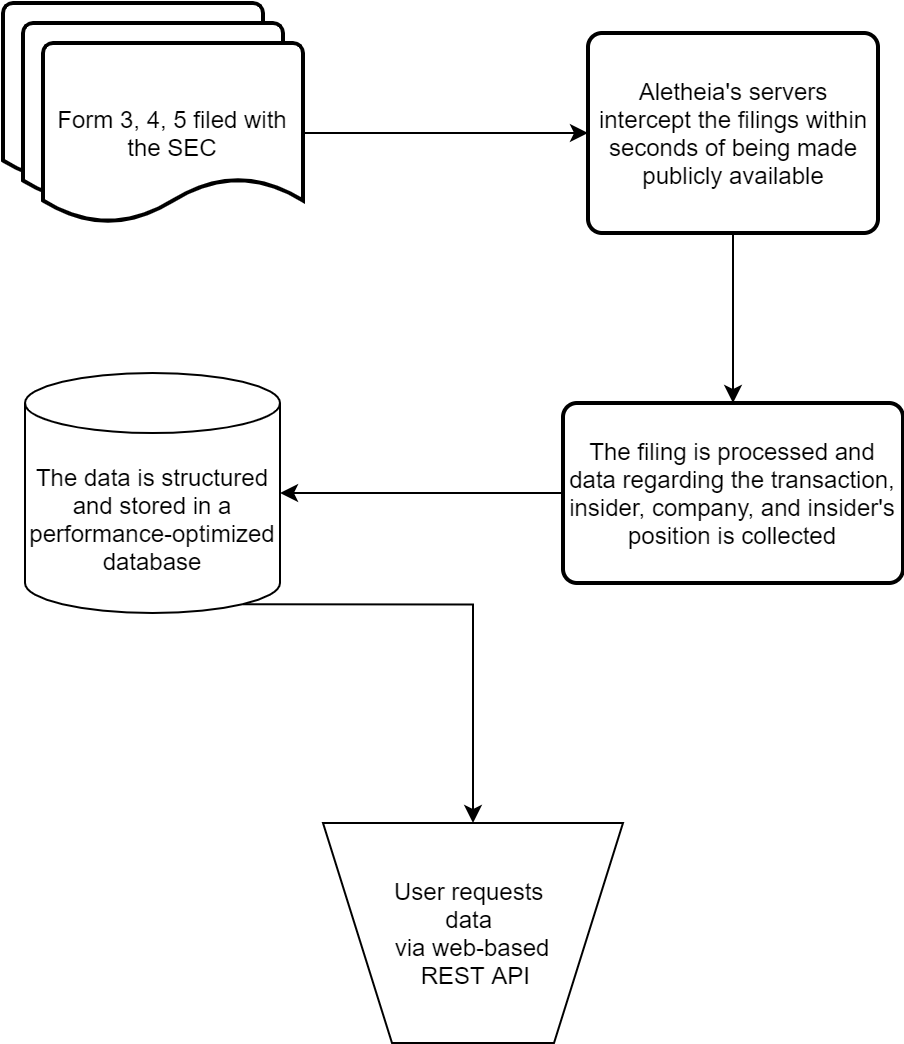 Form 3, 4, 5 filed with
the SEC
Aletheia's servers
intercept the filings within
seconds of being made
publicly available
The filing is processed and
data regarding the transaction,
insider, company, and insider's
position is collected
The data is structured
and stored in a
performance-optimized
database
User requests
data
via web-based
REST API